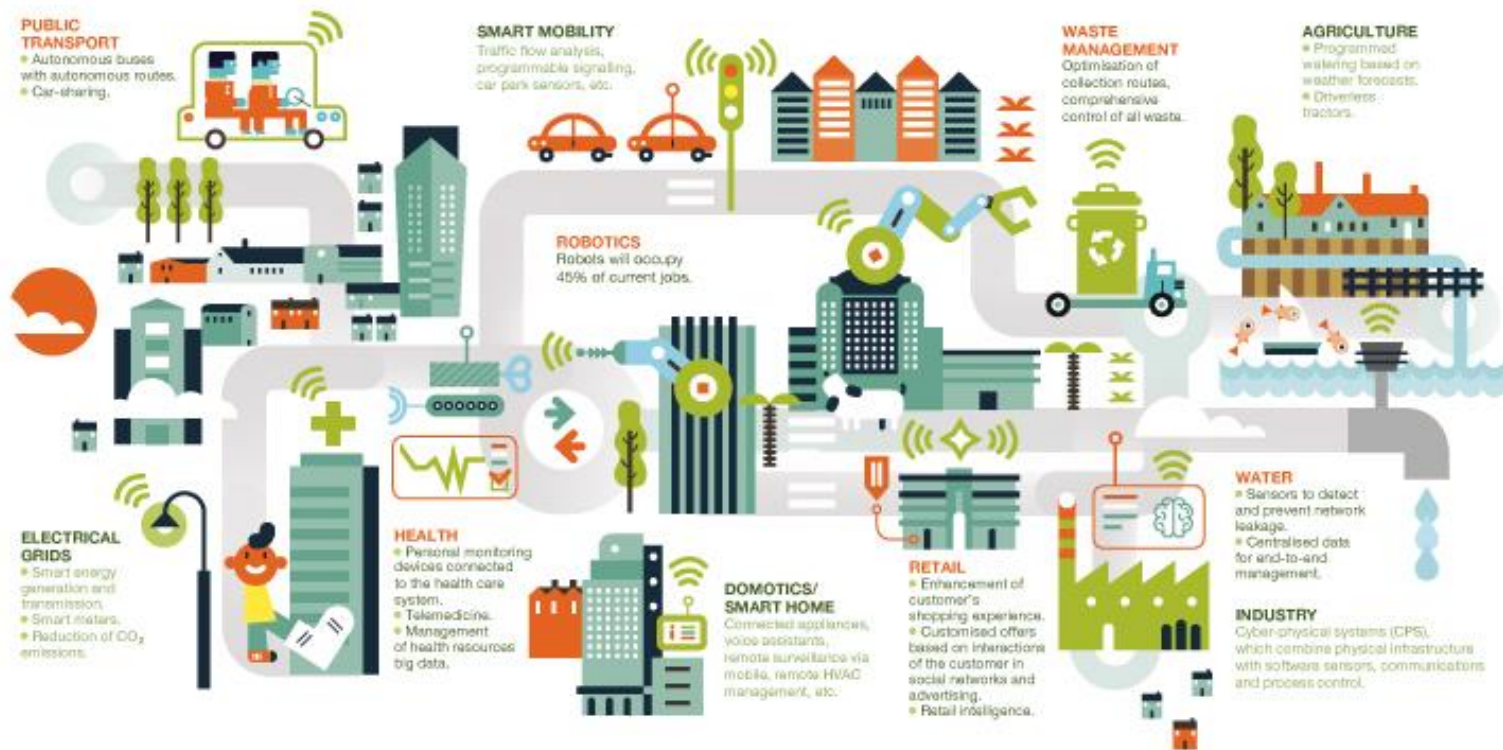 PUBLIC
TRANSPORT
• Autonomous buses
with autonomous routes.
• Car-sharing.
SMART MOBILITY
Traffic flow analysis,
programmable signalling,
car park sensors, etc.
WASTE
MANAGEMENT
Optimisation of
collection routes,
comprehensive
control of all waste.
AGRICULTURE
• Programmed
watering based on
weather forecasts.
• Driverless
tractors.
ROBOTICS
Robots will occupy
45% of current jobs.
ELECTRICAL
GRIDS
• Smart energy
generation and
transmission.
• Smart meters.
• Reduction of CO₂
emissions.
HEALTH
• Personal monitoring
devices connected
to the health care
system.
• Telemedicine.
• Management
of health resources
big data.
DOMOTICS/
SMART HOME
Connected appliances,
voice assistants,
remote surveillance via
mobile, remote HVAC
management, etc.
RETAIL
• Enhancement of
customer's
shopping experience.
• Customised offers
based on interactions
of the customer in
social networks and
advertising.
• Retail intelligence.
WATER
• Sensors to detect
and prevent network
leakage.
• Centralised data
for end-to-end
management.
INDUSTRY
Cyber-physical systems (CPS),
which combine physical infrastructure
with software sensors, communications
and process control.